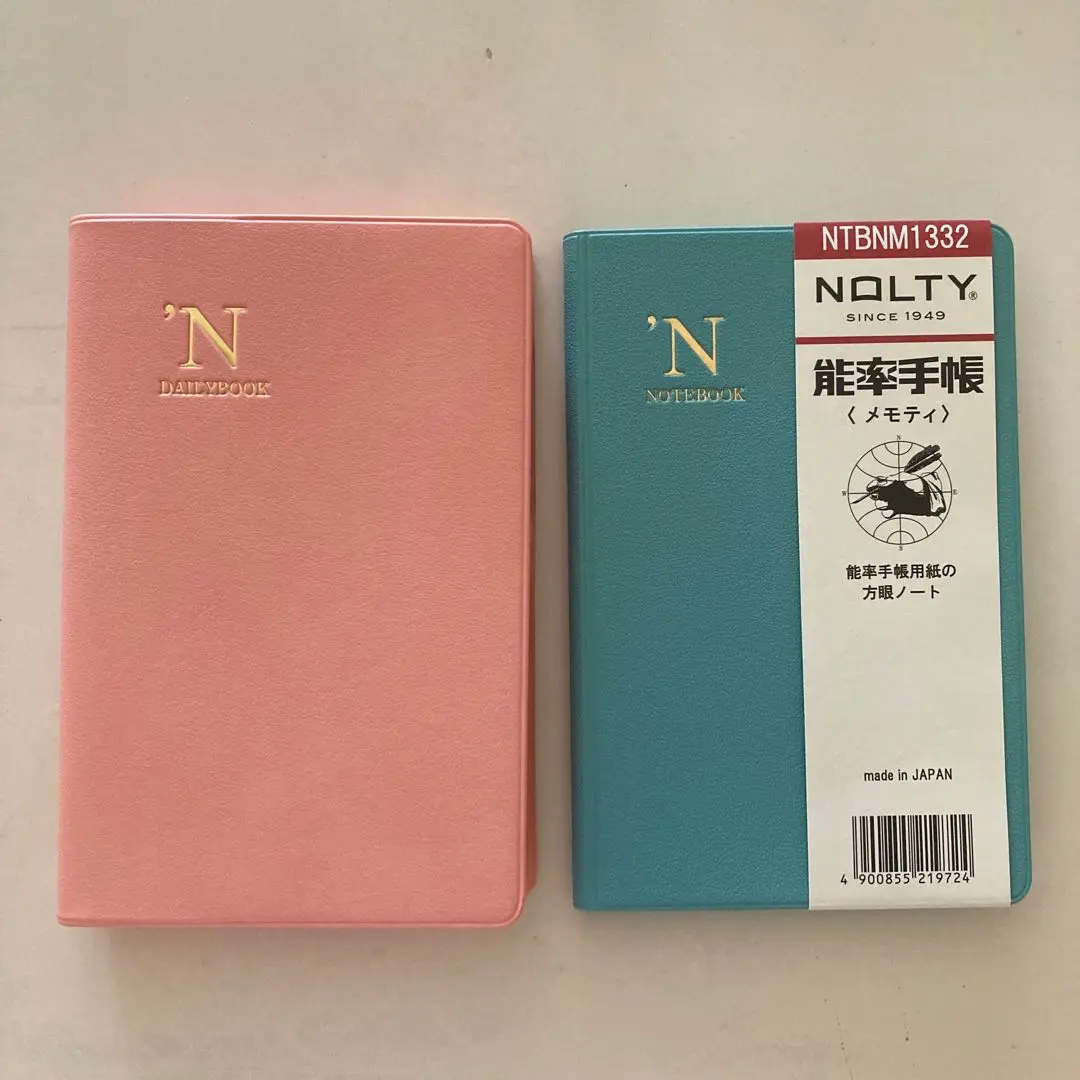 'N
DAILYBOOK
'N
NOTEBOOK
NTBNM1332
NOLTY®
SINCE 1949
能率手帳
〈メモティ〉
N
W
E
S
能率手帳用紙の
方眼ノート
made in JAPAN
4 900855 219724